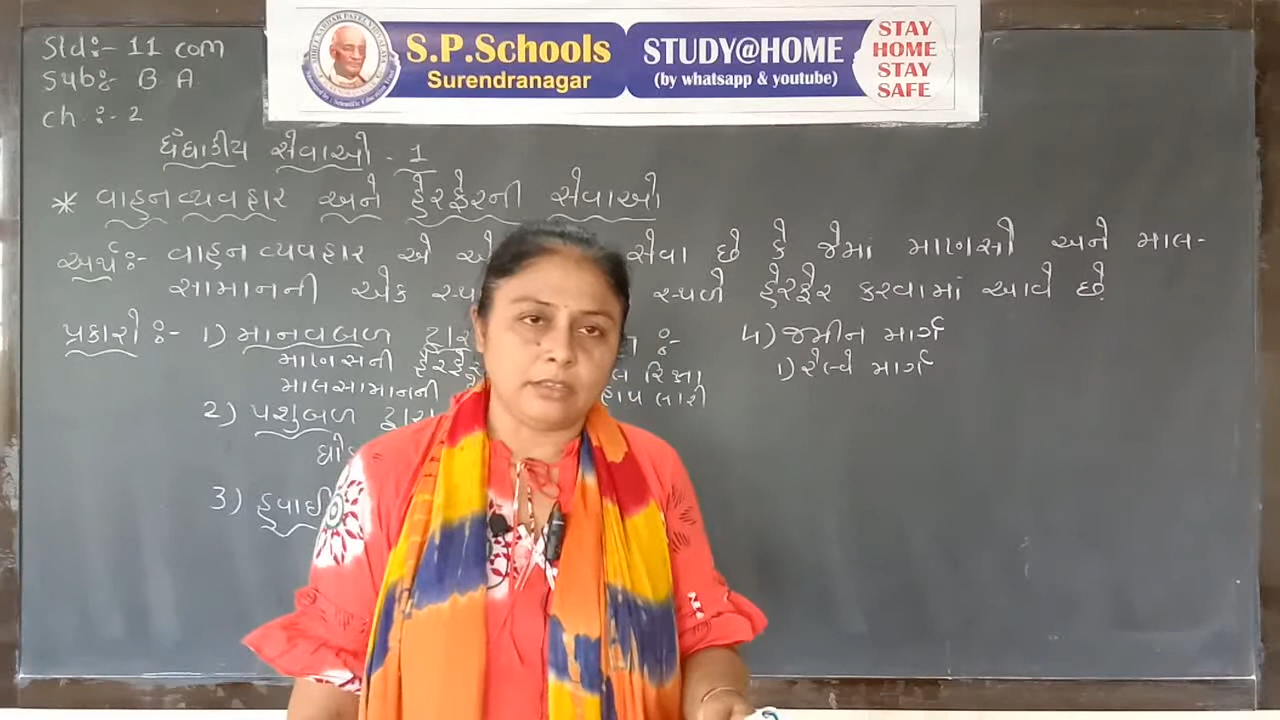 S.P.Schools
Surendranagar
STUDY@HOME
(by whatsapp & youtube)
STAY
HOME
STAY
SAFE
Std:- 11 com
Sub: B A
ch :- 2
ધંધાકીય સેવાઓ - 1
* વાહનવ્યવહાર અને હેરફેરની સેવાઓ
અર્થ:- વાહનવ્યવહાર એ સેવા છે કે જેમાં માણસો અને માલ-
સામાનની એક સ્થળે હેરફેર કરવામાં આવે છે.
પ્રકારો:- 1) માનવબળ
માણસની રિક્ષા
માલસામાનની લારી
2) પશુબળ દ્વારા
3) હવાઈ
4) જમીન માર્ગ
1) રેલ્વે માર્ગ